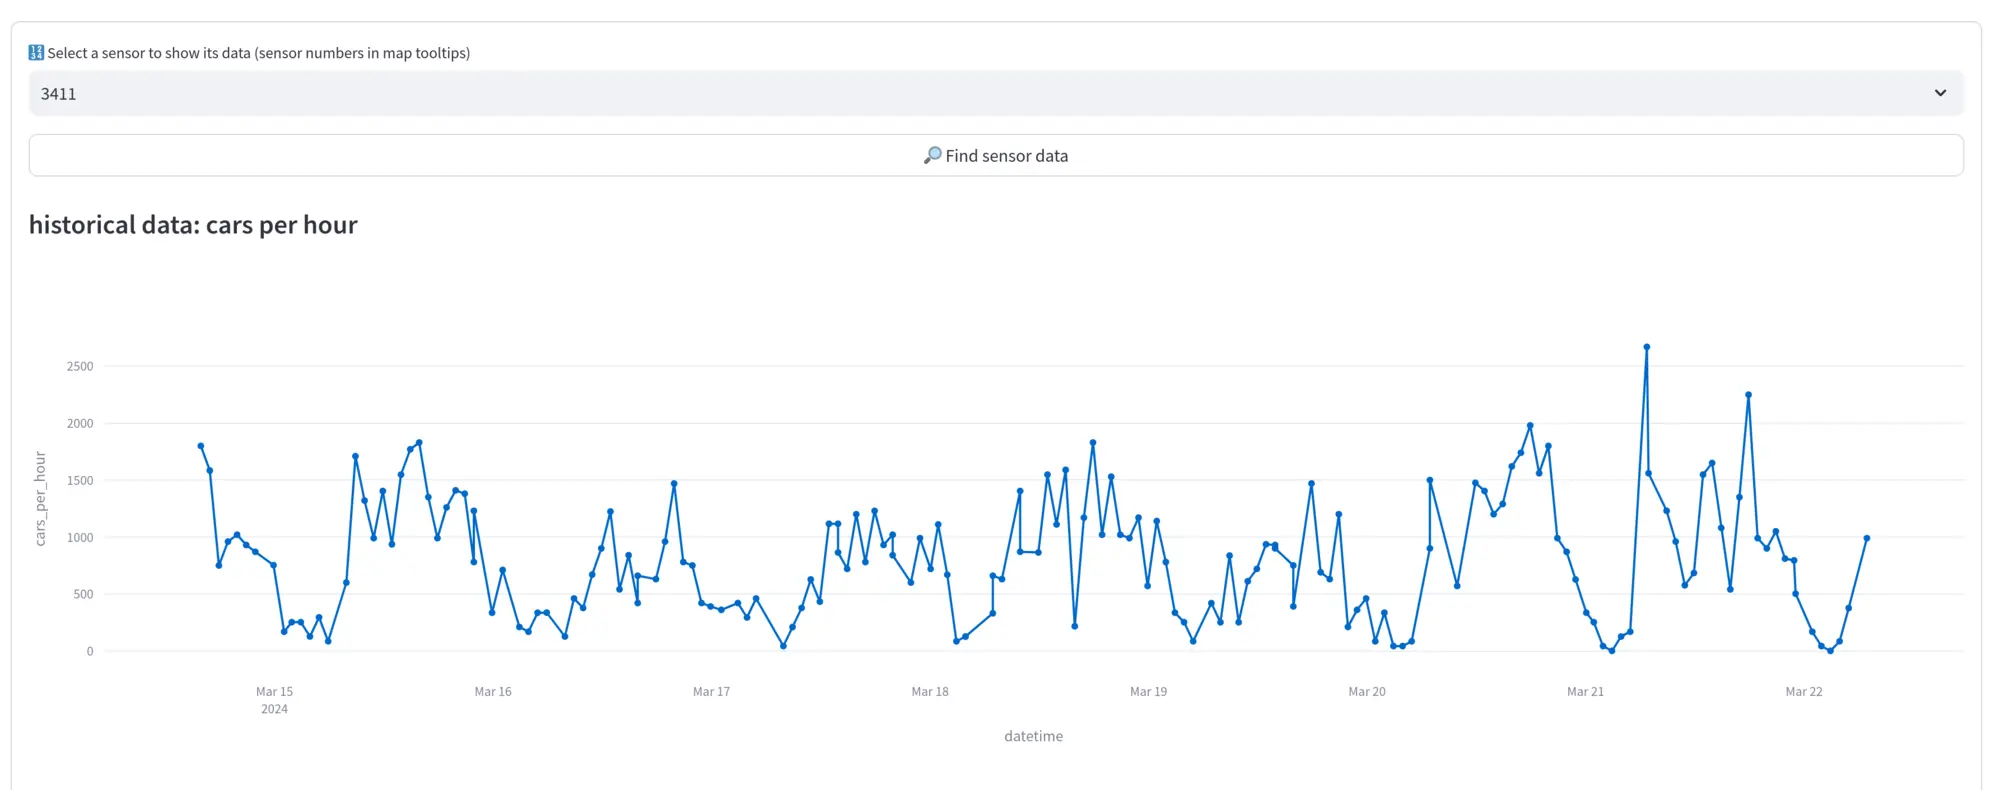 🔢 Select a sensor to show its data (sensor numbers in map tooltips)
3411
🔎 Find sensor data
historical data: cars per hour
2500
2000
1500
1000
500
0
cars_per_hour
Mar 15 Mar 16 Mar 17 Mar 18 Mar 19 Mar 20 Mar 21 Mar 22
2024
datetime